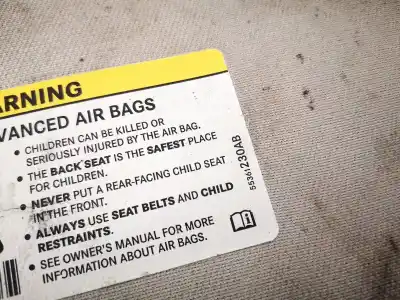 ARNING
VANCED AIR BAGS
• CHILDREN CAN BE KILLED OR
SERIOUSLY INJURED BY THE AIR BAG.
• THE BACK SEAT IS THE SAFEST PLACE
FOR CHILDREN.
• NEVER PUT A REAR-FACING CHILD SEAT
IN THE FRONT.
• ALWAYS USE SEAT BELTS AND CHILD
RESTRAINTS.
• SEE OWNER'S MANUAL FOR MORE
INFORMATION ABOUT AIR BAGS.
55361230AB